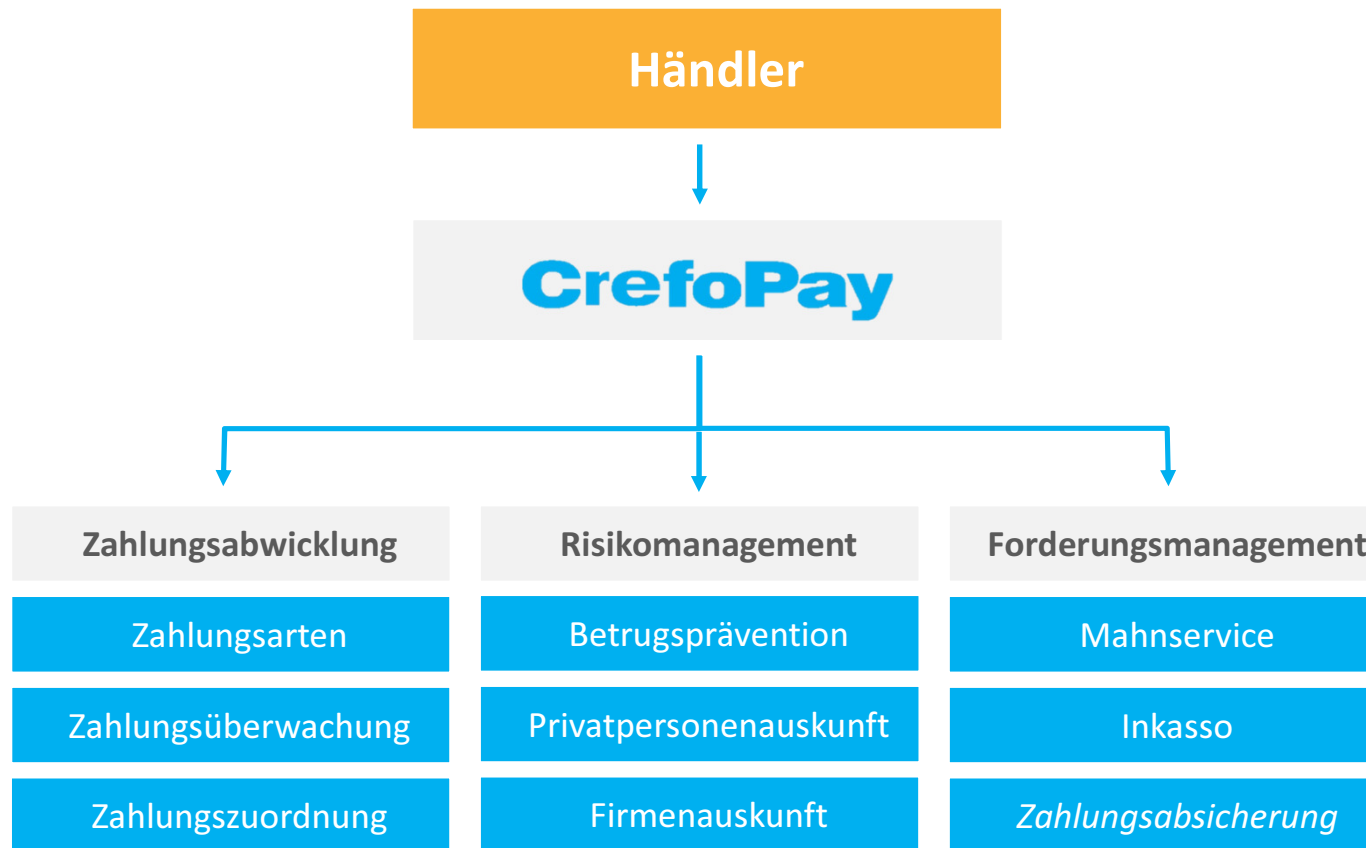 Händler
CrefoPay
Zahlungsabwicklung
Zahlungsarten
Zahlungsüberwachung
Zahlungszuordnung
Risikomanagement
Betrugsprävention
Privatpersonenauskunft
Firmenauskunft
Forderungsmanagement
Mahnservice
Inkasso
Zahlungsabsicherung